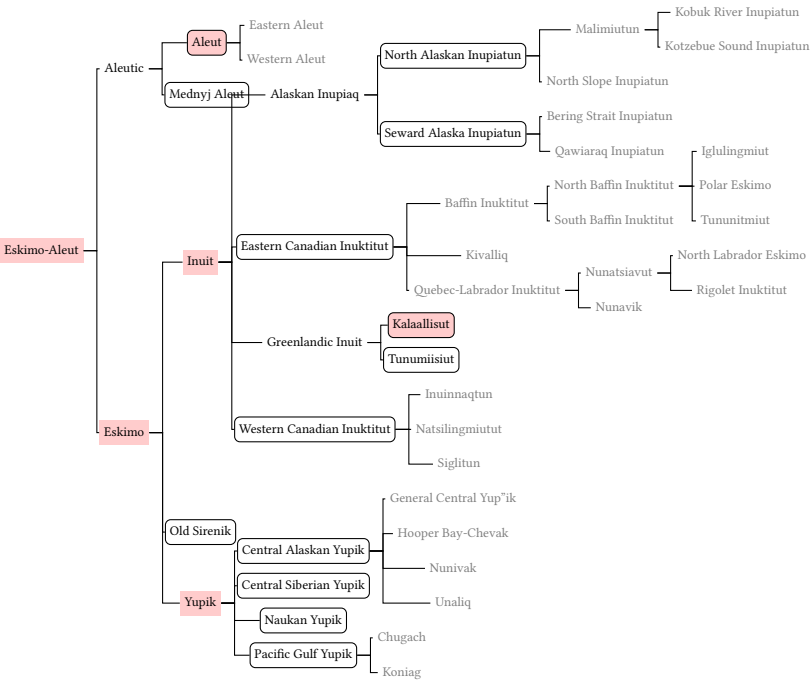 Kobuk River Inupiatun
Eastern Aleut
Malimiutun
Aleut
Kotzebue Sound Inupiatun
North Alaskan Inupiatun
Western Aleut
Aleutic
North Slope Inupiatun
Mednyj Aleut
Alaskan Inupiaq
Bering Strait Inupiatun
Seward Alaska Inupiatun
Qawiaraq Inupiatun
Iglulingmiut
North Baffin Inuktitut
Polar Eskimo
Baffin Inuktitut
South Baffin Inuktitut
Tununitmiut
Eskimo-Aleut
Eastern Canadian Inuktitut
Inuit
Kivalliq
North Labrador Eskimo
Nunatsiavut
Quebec-Labrador Inuktitut
Rigolet Inuktitut
Nunavik
Kalaallisut
Greenlandic Inuit
Tunumiisiut
Inuinnaqtun
Eskimo
Western Canadian Inuktitut
Natsilingmiutut
Siglitun
General Central Yup"ik
Old Sirenik
Hooper Bay-Chevak
Central Alaskan Yupik
Nunivak
Central Siberian Yupik
Yupik
Unaliq
Naukan Yupik
Chugach
Pacific Gulf Yupik
Koniag